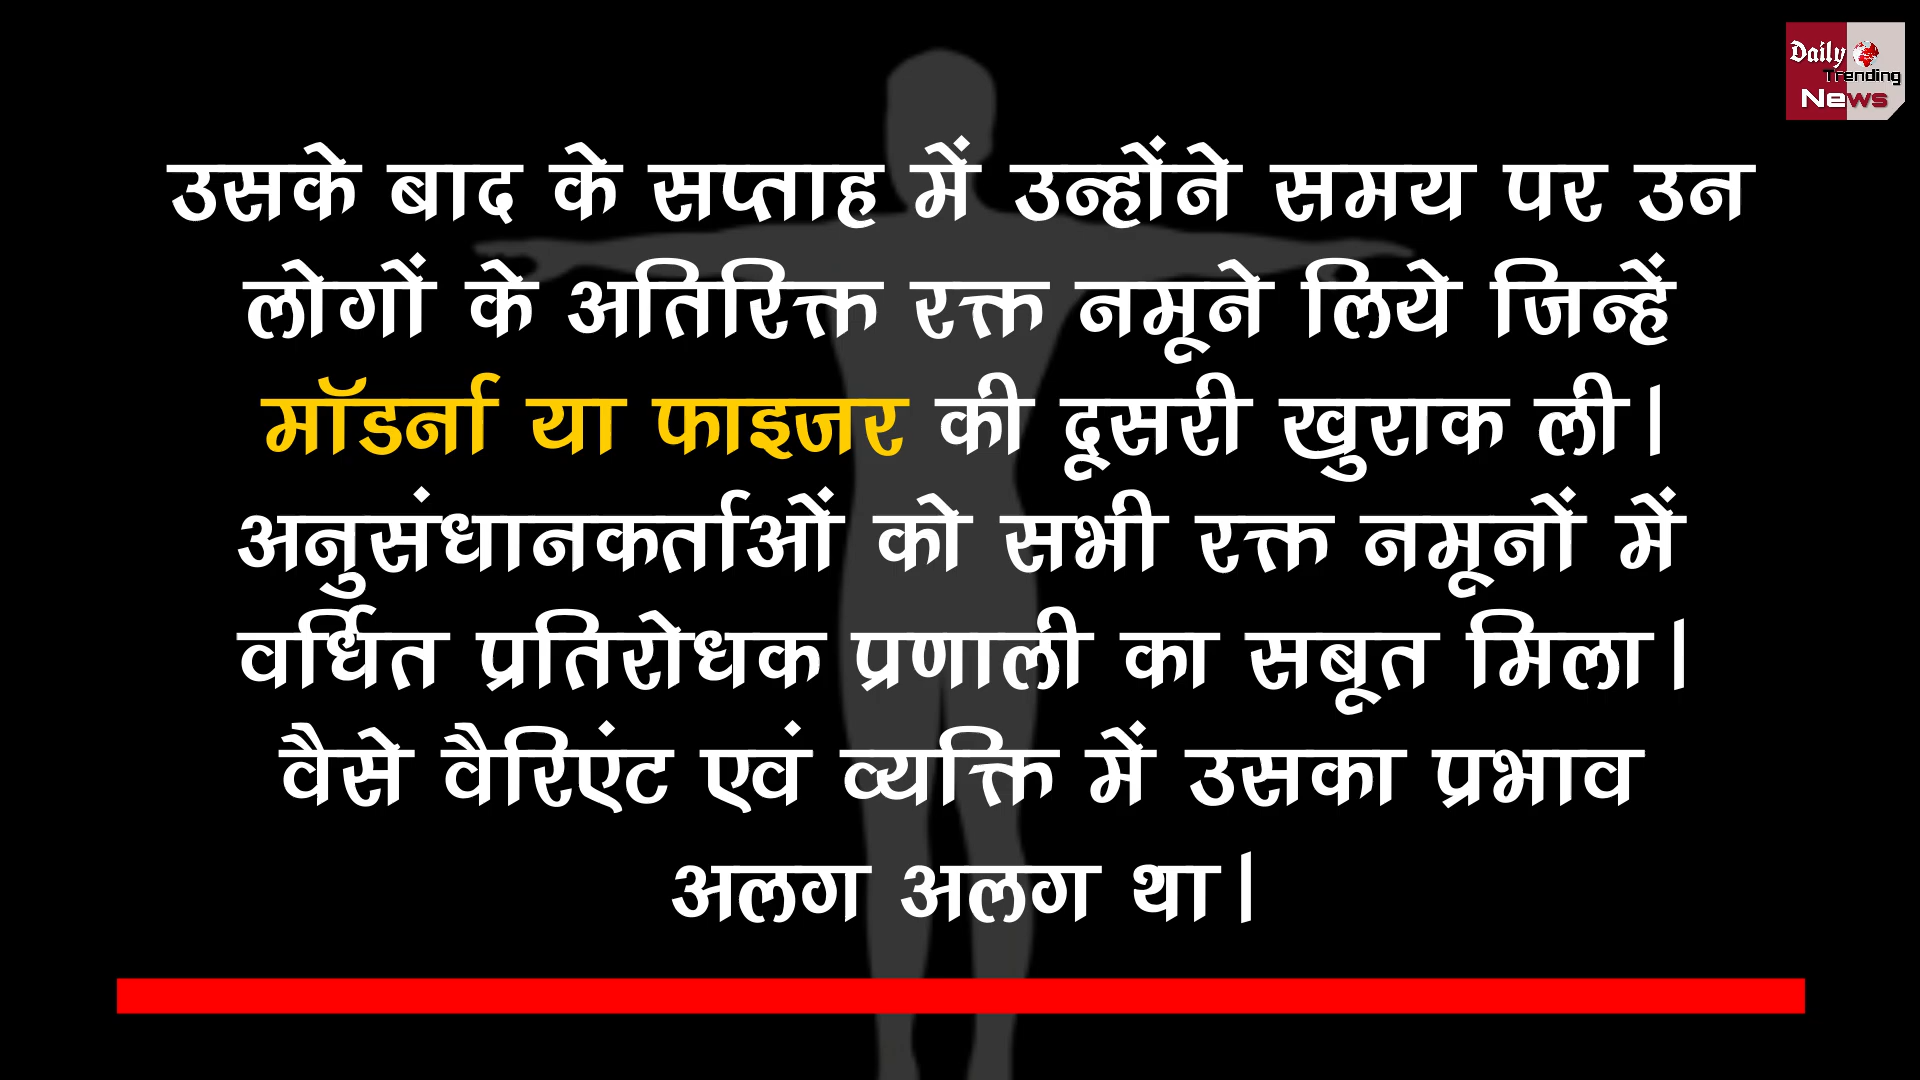 Daily
Trending
News
उसके बाद के सप्ताह में उन्होंने समय पर उन
लोगों के अतिरिक्त रक्त नमूने लिये जिन्हें
मॉडर्ना या फाइजर की दूसरी खुराक ली।
अनुसंधानकर्ताओं को सभी रक्त नमूनों में
वर्धित प्रतिरोधक प्रणाली का सबूत मिला।
वैसे वैरिएंट एवं व्यक्ति में उसका प्रभाव
अलग अलग था।